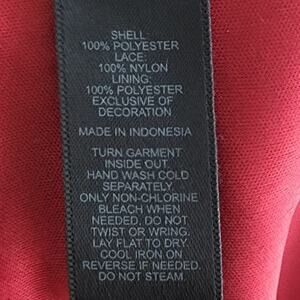 SHELL:
100% POLYESTER
LACE:
100% NYLON
LINING:
100% POLYESTER
EXCLUSIVE OF
DECORATION
MADE IN INDONESIA
TURN GARMENT
INSIDE OUT.
HAND WASH COLD
SEPARATELY.
ONLY NON-CHLORINE
BLEACH WHEN
NEEDED. DO NOT
TWIST OR WRING.
LAY FLAT TO DRY.
COOL IRON ON
REVERSE IF NEEDED.
DO NOT STEAM.